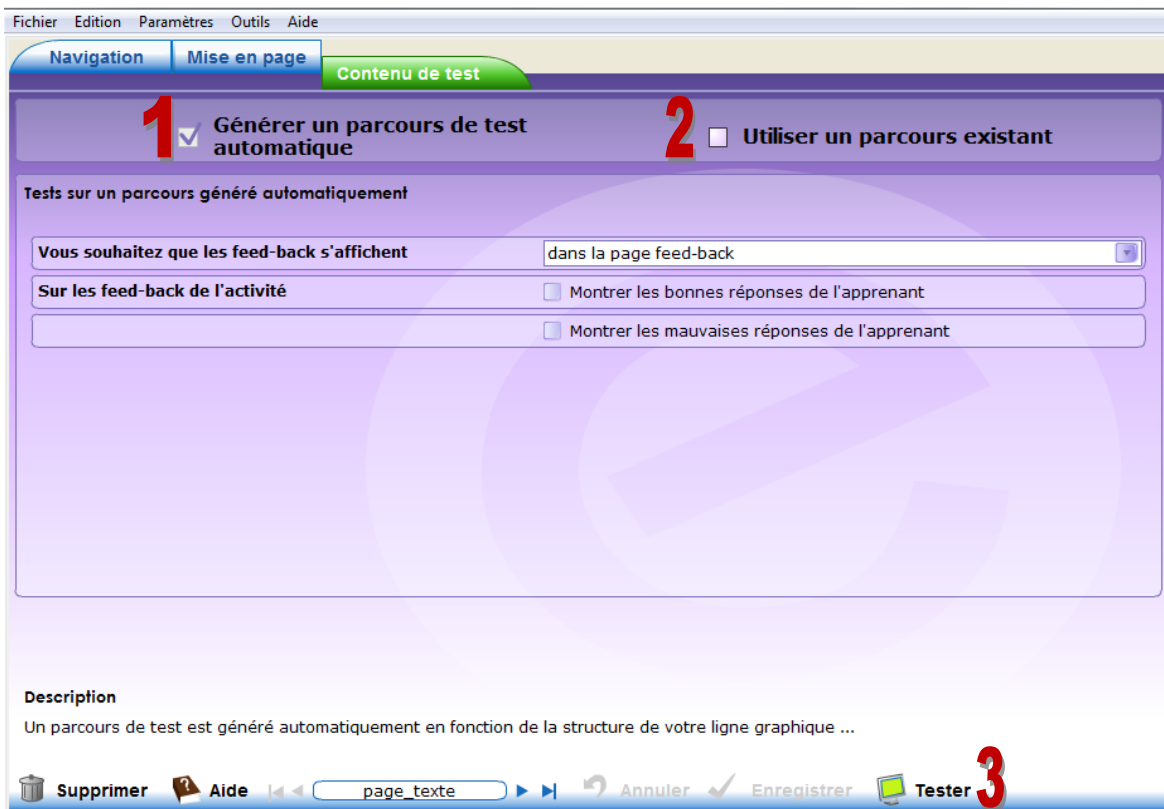 Fichier Edition Paramètres Outils Aide
Navigation Mise en page Contenu de test
1 Générer un parcours de test
automatique
2 Utiliser un parcours existant
Tests sur un parcours généré automatiquement
Vous souhaitez que les feed-back s'affichent dans la page feed-back
Sur les feed-back de l'activité Montrer les bonnes réponses de l'apprenant
Montrer les mauvaises réponses de l'apprenant
Description
Un parcours de test est généré automatiquement en fonction de la structure de votre ligne graphique ...
Supprimer Aide page_texte Annuler Enregistrer Tester 3